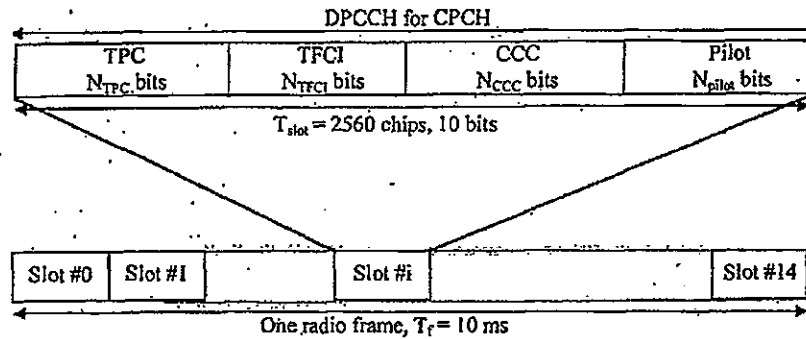 DPCCH for CPCH
TPC TFCI CCC Pilot
N_TPC bits N_TFCI bits N_CCC bits N_pilot bits
T_slot = 2560 chips, 10 bits
Slot #0 Slot #1 Slot #i Slot #14
One radio frame, T_f = 10 ms